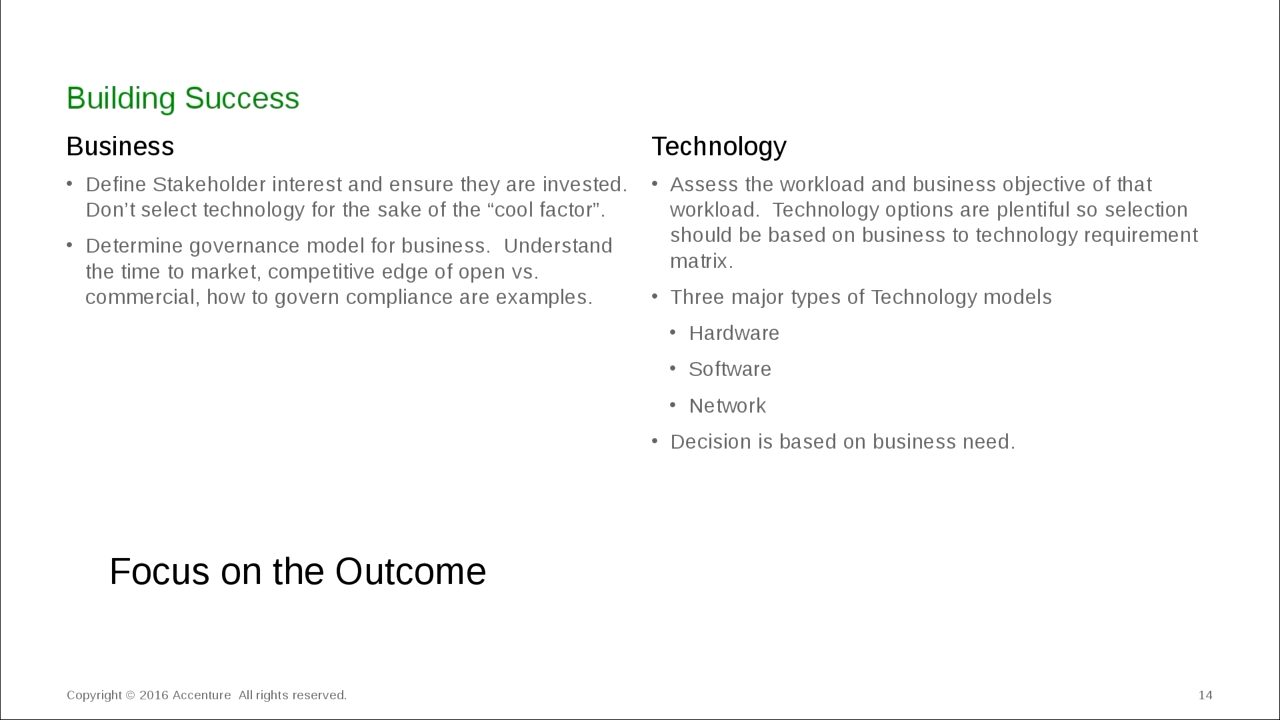 Building Success
Business
• Define Stakeholder interest and ensure they are invested.
Don’t select technology for the sake of the “cool factor”.
• Determine governance model for business.  Understand
the time to market, competitive edge of open vs.
commercial, how to govern compliance are examples.
Technology
• Assess the workload and business objective of that
workload.  Technology options are plentiful so selection
should be based on business to technology requirement
matrix.
• Three major types of Technology models
• Hardware
• Software
• Network
• Decision is based on business need.
Focus on the Outcome
Copyright © 2016 Accenture  All rights reserved.
14